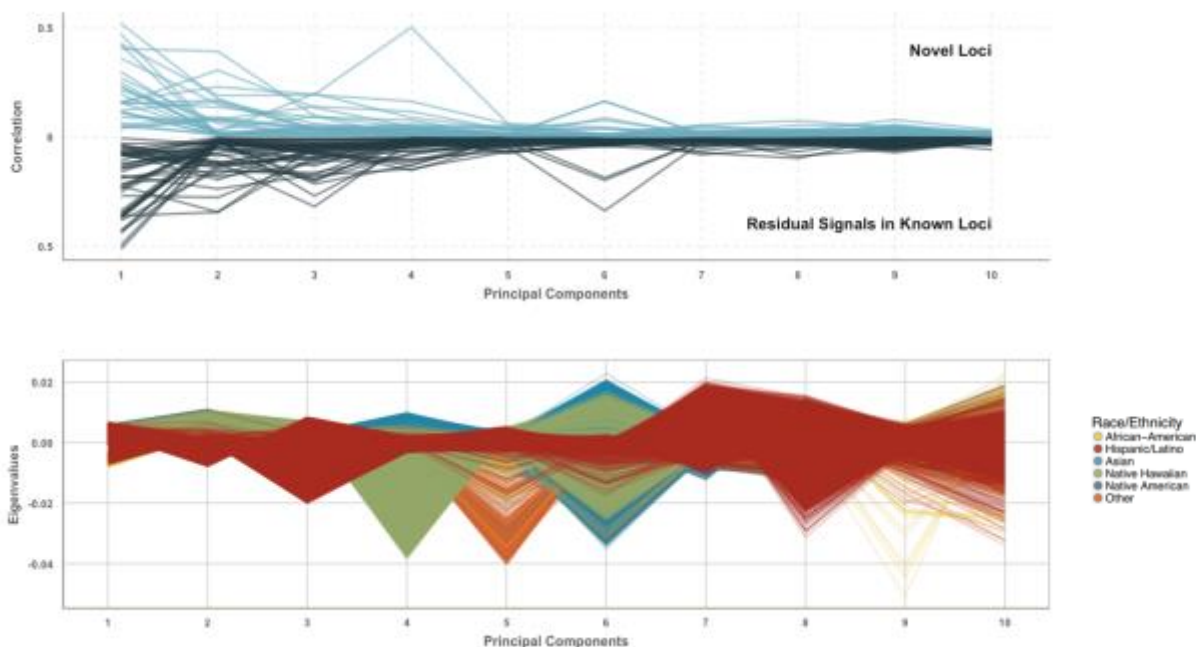 0.5
Novel Loci
Correlation
0
Residual Signals in Known Loci
0.5
1 2 3 4 5 6 7 8 9 10
Principal Components
0.02
0.00
-0.02
-0.04
Eigenvalues
Race/Ethnicity
African-American
Hispanic/Latino
Asian
Native Hawaiian
Native American
Other
1 2 3 4 5 6 7 8 9 10
Principal Components